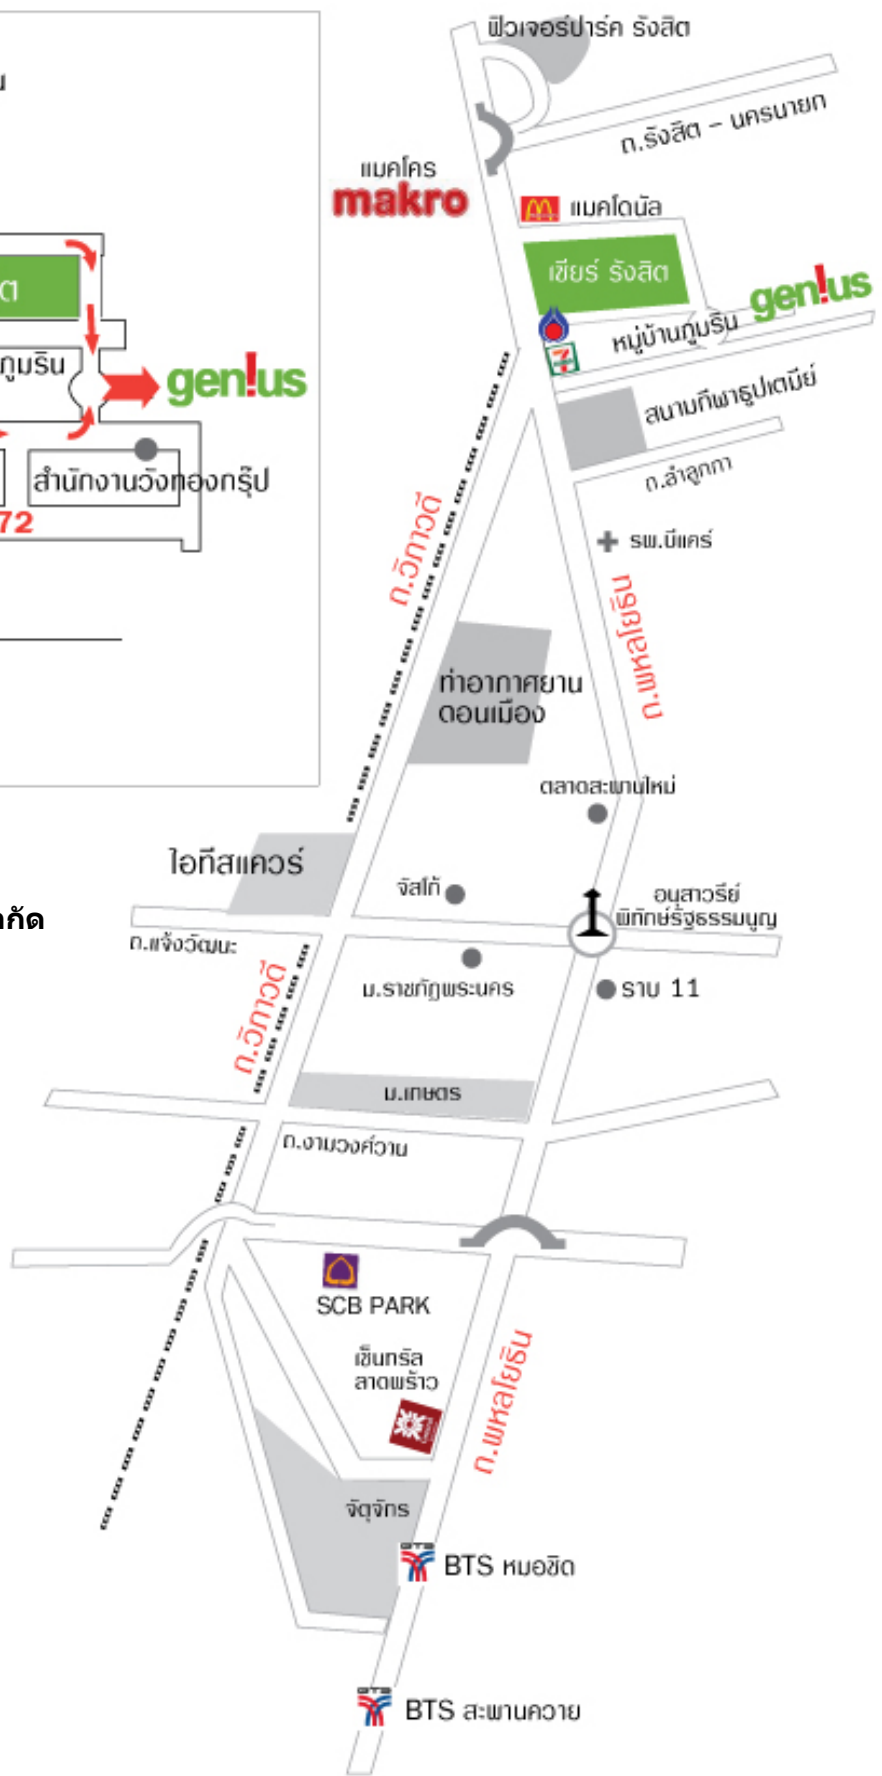 ฟิวเจอร์ปาร์ค รังสิต
ถ.รังสิต - นครนายก
แมคโคร
makro
แมคโดนัล
เซียร์ รังสิต
gen!us
หมู่บ้านภูมริน
7
สนามกีฬาธูปเตมีย์
ถ.ลำลูกกา
ภูมริน
gen!us
สำนักงานวังทองกรุ๊ป
72
ถ.วิภาวดี
รพ.บีแคร์
ถ.พหลโยธิน
ท่าอากาศยาน
ดอนเมือง
ตลาดสะพานใหม่
ไอทีสแควร์
จัสโก้
อนุสาวรีย์
พิทักษ์รัฐธรรมนูญ
ถ.แจ้งวัฒนะ
ถ.วิภาวดี
ม.ราชภัฏพระนคร
ราบ 11
ม.เกษตร
ถ.งามวงศ์วาน
SCB PARK
เซ็นทรัล
ลาดพร้าว
ถ.พหลโยธิน
จัตุจักร
BTS
BTS หมอชิต
BTS
BTS สะพานควาย